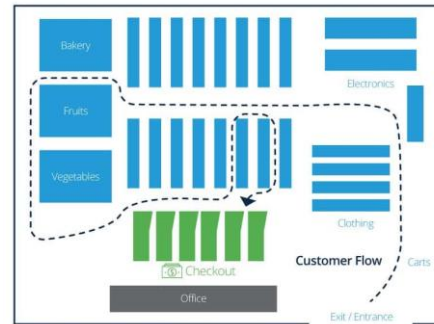 Bakery
Electronics
Fruits
Vegetables
Clothing
Customer Flow
Carts
Checkout
Office
Exit / Entrance